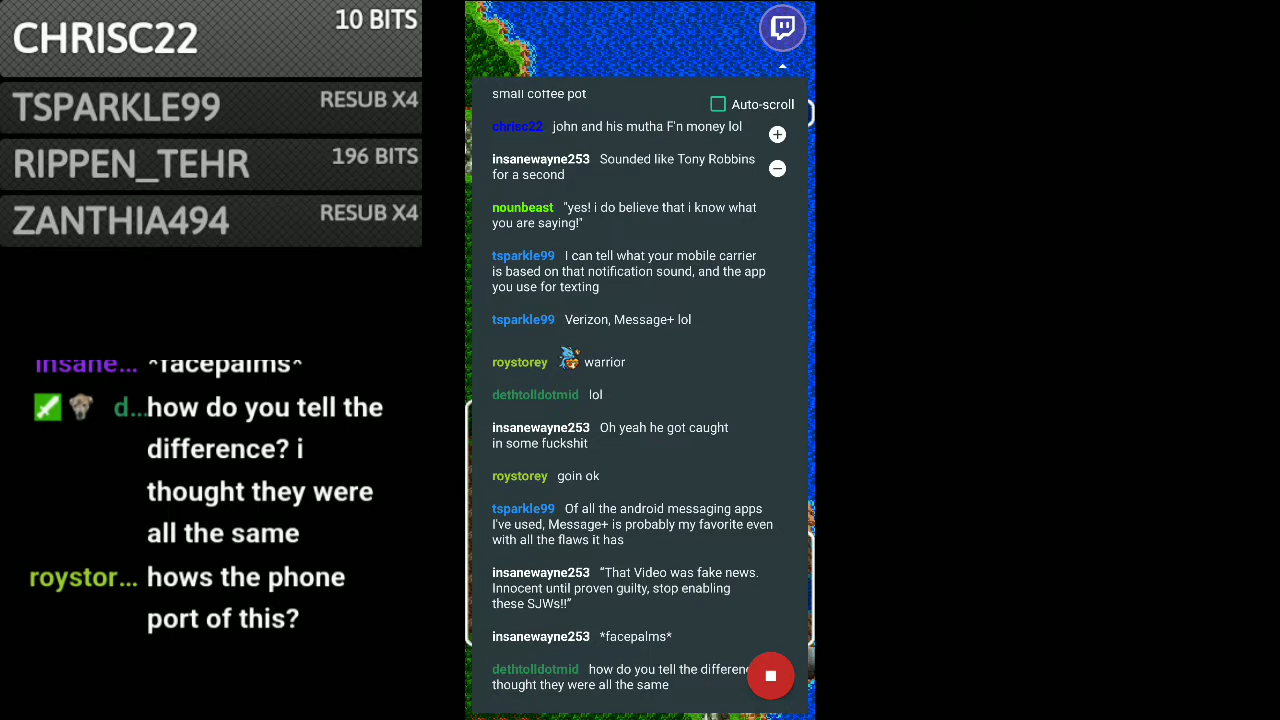 CHRISC22 10 BITS
TSPARKLE99 RESUB X4
RIPPEN_TEHR 196 BITS
ZANTHIA494 RESUB X4
insane... *facepalms*
d...how do you tell the
difference? i
thought they were
all the same
roystor... hows the phone
port of this?
small coffee pot
Auto-scroll
chrisc22 john and his mutha F'n money lol
insanewayne253 Sounded like Tony Robbins
for a second
nounbeast "yes! i do believe that i know what
you are saying!"
tsparkle99 I can tell what your mobile carrier
is based on that notification sound, and the app
you use for texting
tsparkle99 Verizon, Message+ lol
roystorey warrior
dethtolldotmid lol
insanewayne253 Oh yeah he got caught
in some fuckshit
roystorey goin ok
tsparkle99 Of all the android messaging apps
I've used, Message+ is probably my favorite even
with all the flaws it has
insanewayne253 “That Video was fake news.
Innocent until proven guilty, stop enabling
these SJWs!!”
insanewayne253 *facepalms*
dethtolldotmid how do you tell the differenc
thought they were all the same